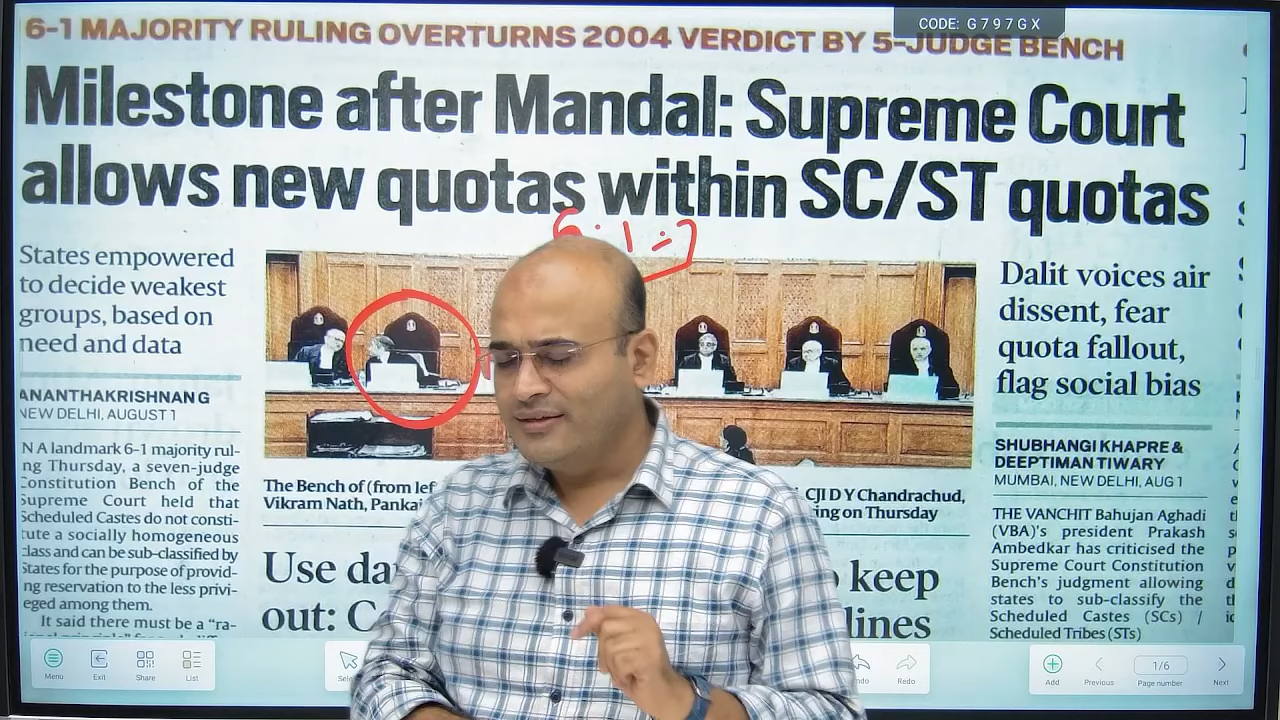 CODE: G797GX
6-1 MAJORITY RULING OVERTURNS 2004 VERDICT BY 5-JUDGE BENCH
Milestone after Mandal: Supreme Court
allows new quotas within SC/ST quotas
6:1=7
States empowered
to decide weakest
groups, based on
need and data
ANANTHAKRISHNAN G
NEW DELHI, AUGUST 1
N A landmark 6-1 majority rul-
ng Thursday, a seven-judge
Constitution Bench of the
Supreme Court held that
Scheduled Castes do not consti-
tute a socially homogeneous
class and can be sub-classified by
States for the purpose of provid-
ng reservation to the less privi-
eged among them.
It said there must be a "ra-
The Bench of (from lef
Vikram Nath, Panka
CJI D Y Chandrachud,
ing on Thursday
Use da
out: C
keep
lines
Dalit voices air
dissent, fear
quota fallout,
flag social bias
SHUBHANGI KHAPRE &
DEEPTIMAN TIWARY
MUMBAI, NEW DELHI, AUG 1
THE VANCHIT Bahujan Aghadi
(VBA)'s president Prakash
Ambedkar has criticised the
Supreme Court Constitution
Bench's judgment allowing
states to sub-classify the
Scheduled Castes (SCs) /
Scheduled Tribes (STs)
Menu Exit Share List
Sele
ndo Redo
Add Previous 1/6 Page number Next